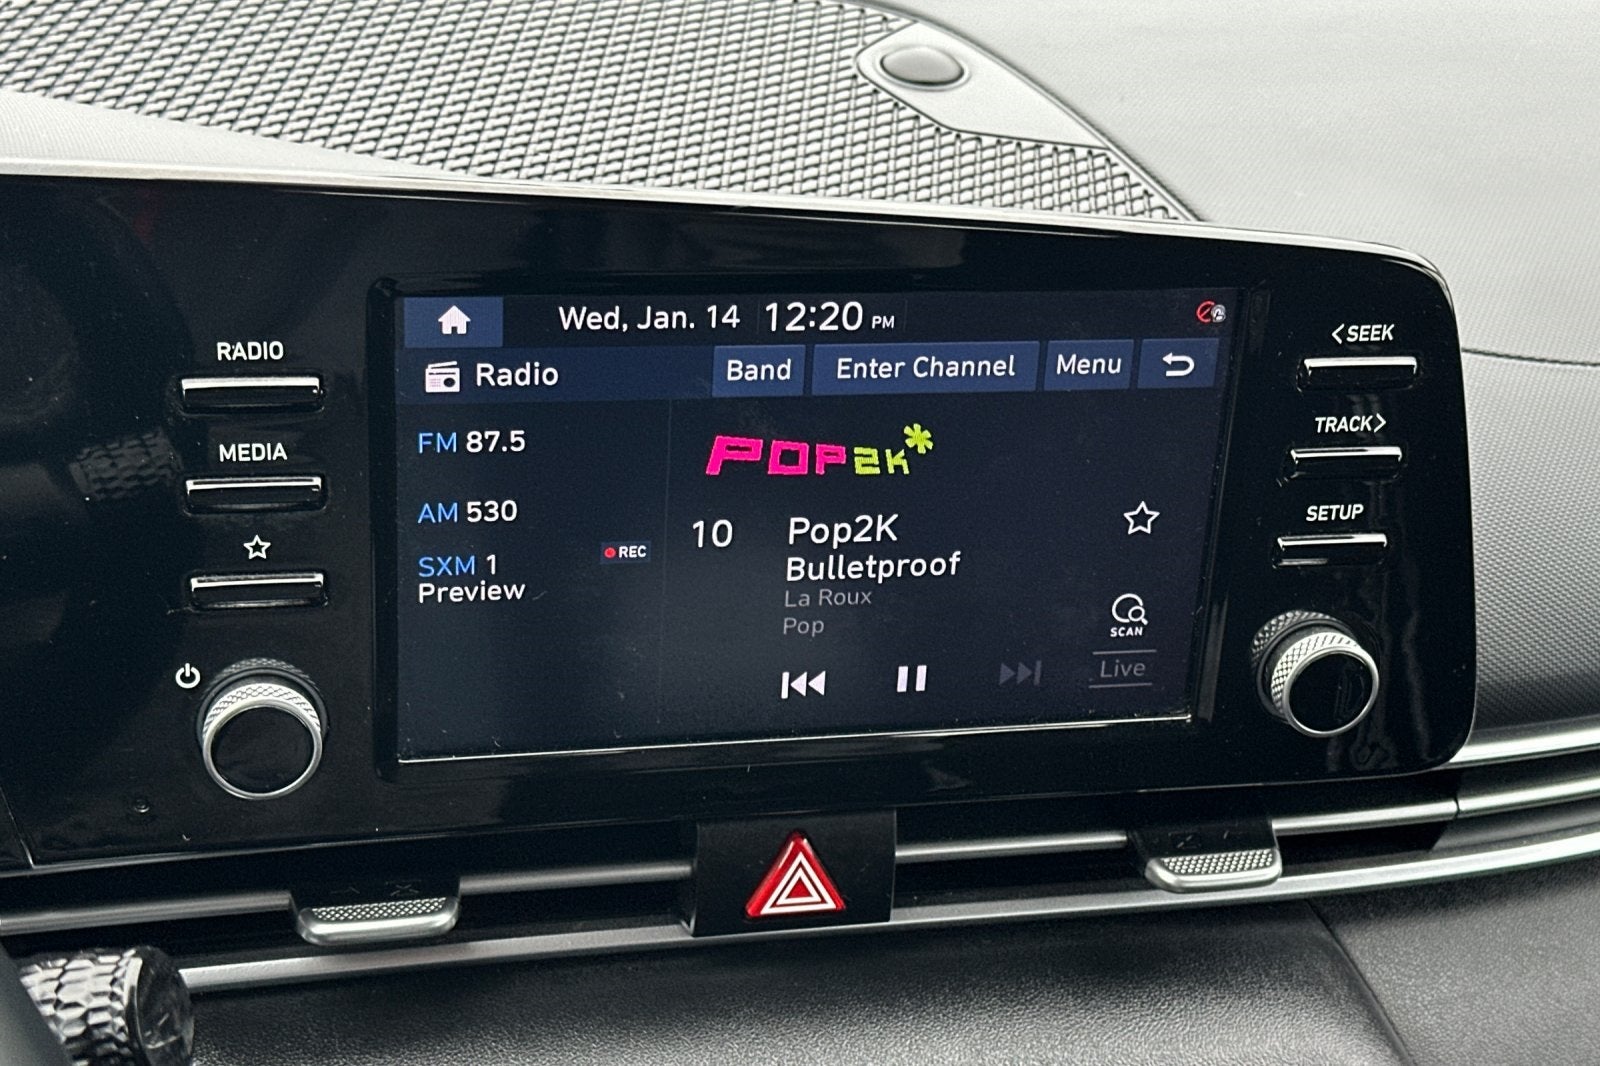 RADIO
MEDIA
Wed, Jan. 14 12:20 PM
Radio Band Enter Channel Menu
FM 87.5
AM 530
SXM 1
Preview
REC
POP2K*
10 Pop2K
Bulletproof
La Roux
Pop
SCAN
Live
<SEEK
TRACK>
SETUP